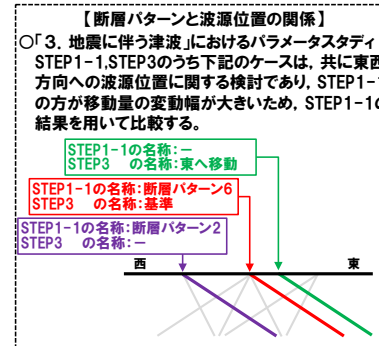 【断層パターンと波源位置の関係】
○「3．地震に伴う津波」におけるパラメータスタディ
STEP1-1,STEP3のうち下記のケースは，共に東西
方向への波源位置に関する検討であり，STEP1-1
の方が移動量の変動幅が大きいため，STEP1-1の
結果を用いて比較する。
STEP1-1の名称：－
STEP3　の名称：東へ移動
STEP1-1の名称：断層パターン6
STEP3　の名称：基準
STEP1-1の名称：断層パターン2
STEP3　の名称：－
西　東